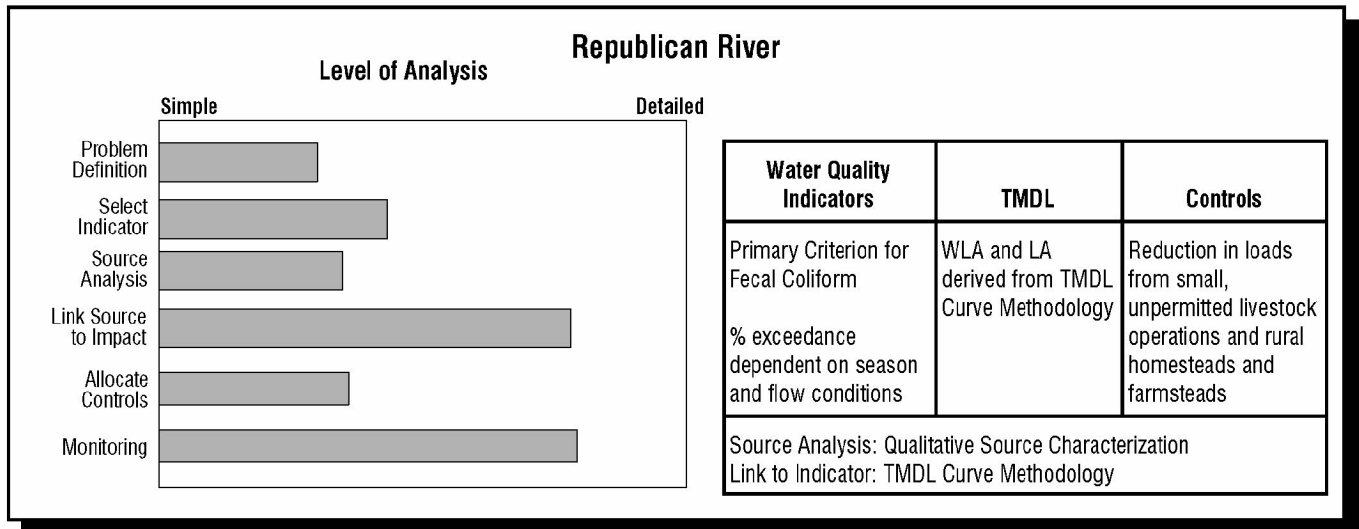 Republican River
Level of Analysis
Simple
Detailed
Problem
Definition
Select
Indicator
Source
Analysis
Link Source
to Impact
Allocate
Controls
Monitoring
Water Quality
Indicators
TMDL
Controls
Primary Criterion for
Fecal Coliform
% exceedance
dependent on season
and flow conditions
WLA and LA
derived from TMDL
Curve Methodology
Reduction in loads
from small,
unpermitted livestock
operations and rural
homesteads and
farmsteads
Source Analysis: Qualitative Source Characterization
Link to Indicator: TMDL Curve Methodology